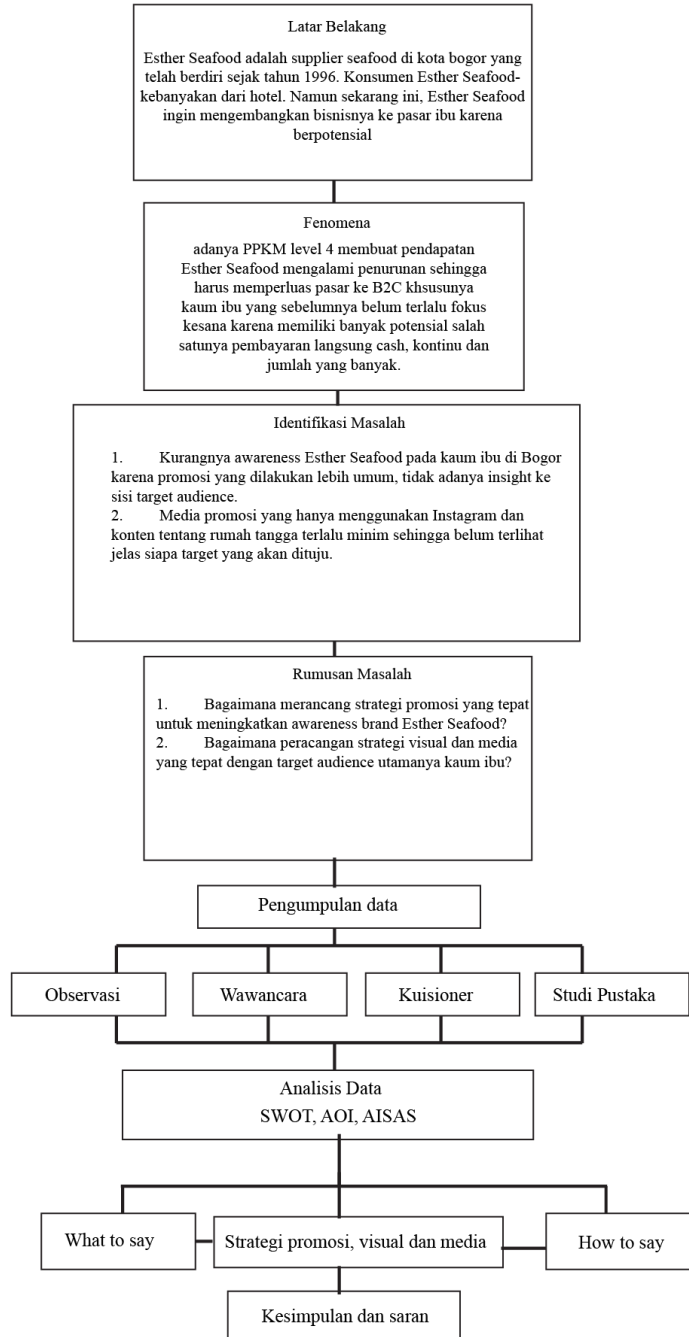 Latar Belakang
Esther Seafood adalah supplier seafood di kota bogor yang
telah berdiri sejak tahun 1996. Konsumen Esther Seafood-
kebanyakan dari hotel. Namun sekarang ini, Esther Seafood
ingin mengembangkan bisnisnya ke pasar ibu karena
berpotensial
Fenomena
adanya PPKM level 4 membuat pendapatan
Esther Seafood mengalami penurunan sehingga
harus memperluas pasar ke B2C khsusunya
kaum ibu yang sebelumnya belum terlalu fokus
kesana karena memiliki banyak potensial salah
satunya pembayaran langsung cash, kontinu dan
jumlah yang banyak.
Identifikasi Masalah
1. Kurangnya awareness Esther Seafood pada kaum ibu di Bogor
karena promosi yang dilakukan lebih umum, tidak adanya insight ke
sisi target audience.
2. Media promosi yang hanya menggunakan Instagram dan
konten tentang rumah tangga terlalu minim sehingga belum terlihat
jelas siapa target yang akan dituju.
Rumusan Masalah
1. Bagaimana merancang strategi promosi yang tepat
untuk meningkatkan awareness brand Esther Seafood?
2. Bagaimana peracangan strategi visual dan media
yang tepat dengan target audience utamanya kaum ibu?
Pengumpulan data
Observasi
Wawancara
Kuisioner
Studi Pustaka
Analisis Data
SWOT, AOI, AISAS
What to say
Strategi promosi, visual dan media
How to say
Kesimpulan dan saran